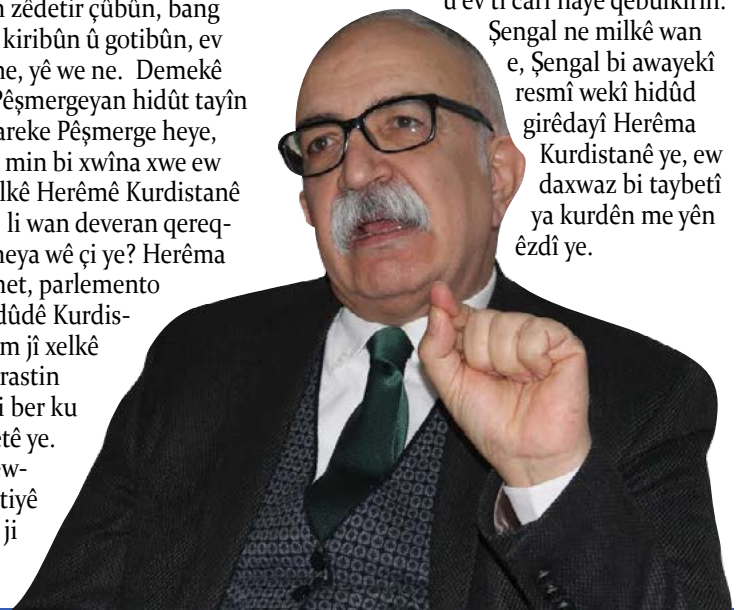 zêdetir çûbûn, bang
kiribûn û gotibûn, ev
ne, yê we ne. Demekê
Pêşmergeyan hidût tayîn
areke Pêşmerge heye,
min bi xwîna xwe ew
lkê Herêmê Kurdistanê
li wan deveran qereq-
neya wê çi ye? Herêma
net, parlemento
dûdê Kurdis-
m jî xelkê
rastin
i ber ku
etê ye.
ew-
tiyê
ji
û ev tî carî nayê qebûlkirin.
Şengal ne milkê wan
e, Şengal bi awayekî
resmî wekî hidûd
girêdayî Herêma
Kurdistanê ye, ew
daxwaz bi taybetî
ya kurdên me yên
êzdî ye.